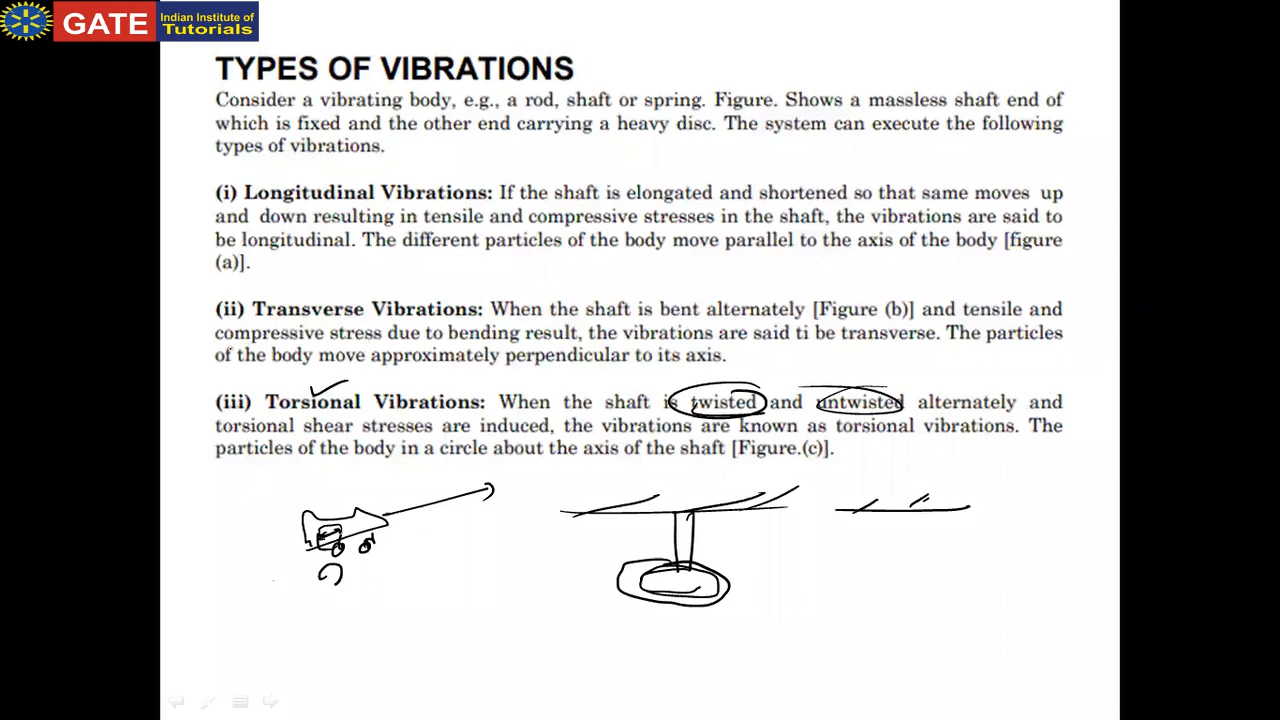 GATE
Indian Institute of
Tutorials
TYPES OF VIBRATIONS
Consider a vibrating body, e.g., a rod, shaft or spring. Figure. Shows a massless shaft end of
which is fixed and the other end carrying a heavy disc. The system can execute the following
types of vibrations.
(i) Longitudinal Vibrations: If the shaft is elongated and shortened so that same moves up
and down resulting in tensile and compressive stresses in the shaft, the vibrations are said to
be longitudinal. The different particles of the body move parallel to the axis of the body [figure
(a)].
(ii) Transverse Vibrations: When the shaft is bent alternately [Figure (b)] and tensile and
compressive stress due to bending result, the vibrations are said ti be transverse. The particles
of the body move approximately perpendicular to its axis.
(iii) Torsional Vibrations: When the shaft is twisted and untwisted alternately and
torsional shear stresses are induced, the vibrations are known as torsional vibrations. The
particles of the body in a circle about the axis of the shaft [Figure.(c)].